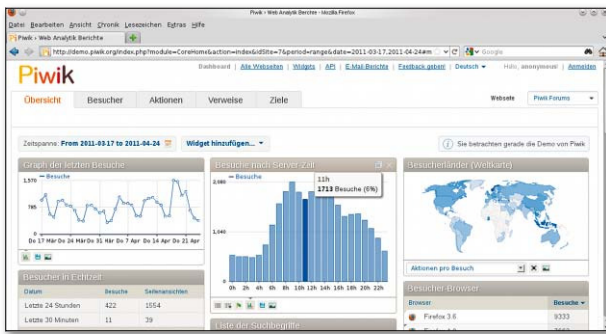 Piwik › Web Analytik Berichte - Mozilla Firefox
Datei Bearbeiten Ansicht Chronik Lesezeichen Extras Hilfe
Piwik › Web Analytik Berichte
http://demo.piwik.org/index.php?module=CoreHome&action=index&idSite=7&period=range&date=2011-03-17,2011-04-24#m
Google
Piwik
Dashboard | Alle Webseiten | Widgets | API | E-Mail-Berichte | Feedback geben! | Deutsch
Hallo, anonymous! | Anmelden
Übersicht Besucher Aktionen Verweise Ziele
Webseite Piwik Forums
Zeitspanne: From 2011-03-17 to 2011-04-24
Widget hinzufügen...
Sie betrachten gerade die Demo von Piwik
Graph der letzten Besuche
Besuche
1,570
785
0
Do 17 Mär Do 24 Mär Do 31 Mär Do 7 Apr Do 14 Apr Do 21 Apr
Besucher in Echtzeit
Datum Besuche Seitenansichten
Letzte 24 Stunden 422 1554
Letzte 30 Minuten 11 39
Besuche nach Server-Zeit
Besuche
11h
1713 Besuche (6%)
1,040
0
0h 2h 4h 6h 8h 10h 12h 14h 16h 18h 20h 22h
Liste der Suchbegriffe
Besucherländer (Weltkarte)
Aktionen pro Besuch
Besucher-Browser
Browser Besuche
Firefox 3.6 9333